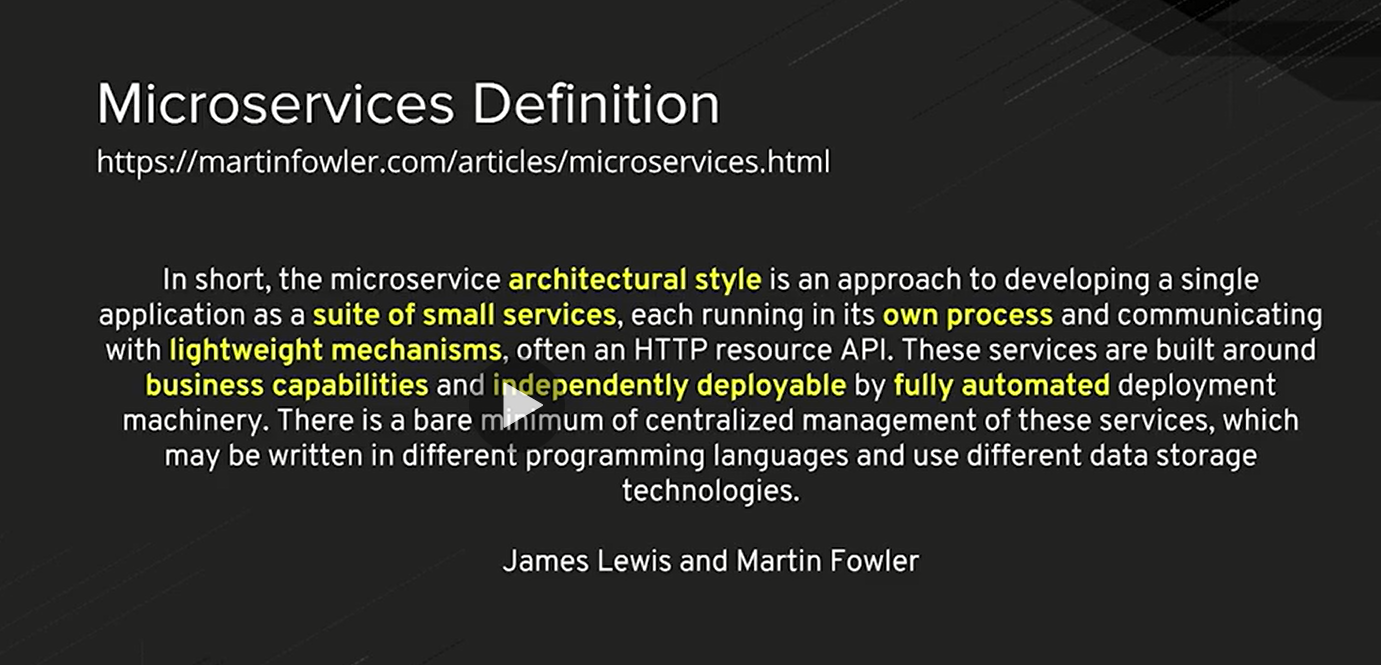 Microservices Definition
https://martinfowler.com/articles/microservices.html
In short, the microservice architectural style is an approach to developing a single
application as a suite of small services, each running in its own process and communicating
with lightweight mechanisms, often an HTTP resource API. These services are built around
business capabilities and independently deployable by fully automated deployment
machinery. There is a bare minimum of centralized management of these services, which
may be written in different programming languages and use different data storage
technologies.
James Lewis and Martin Fowler